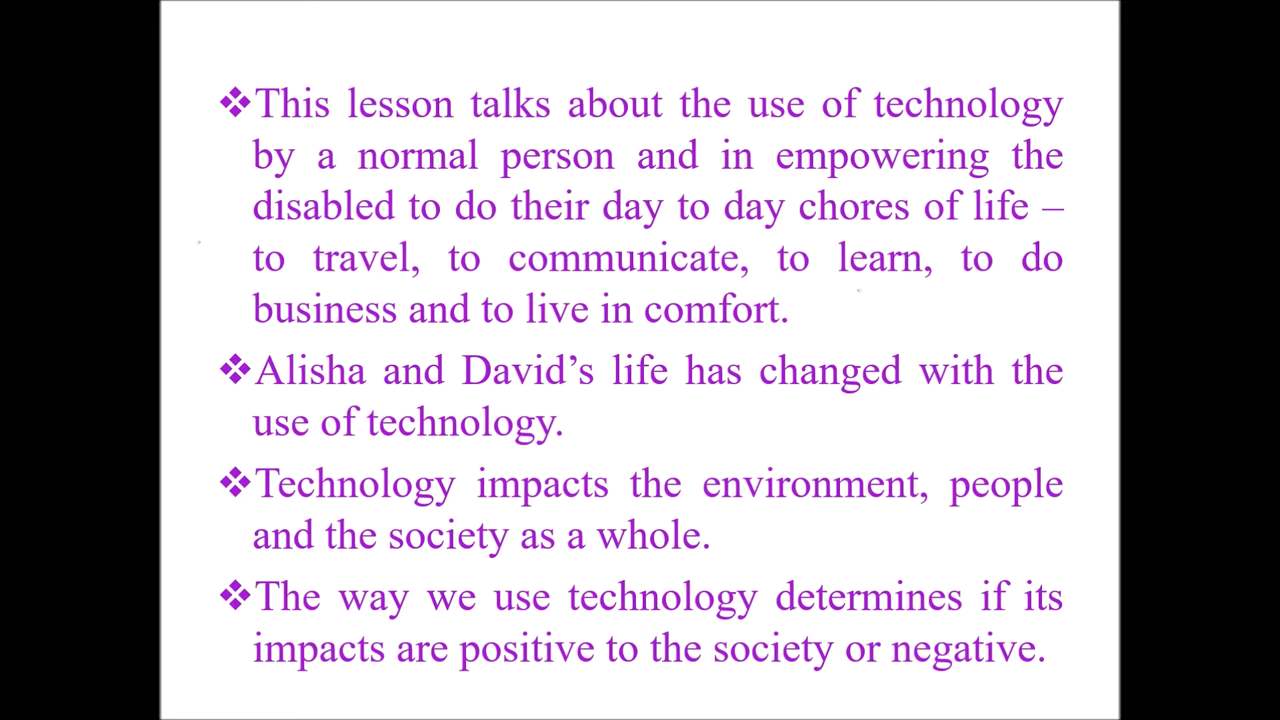 ❖This lesson talks about the use of technology
by a normal person and in empowering the
disabled to do their day to day chores of life –
to travel, to communicate, to learn, to do
business and to live in comfort.
❖Alisha and David’s life has changed with the
use of technology.
❖Technology impacts the environment, people
and the society as a whole.
❖The way we use technology determines if its
impacts are positive to the society or negative.